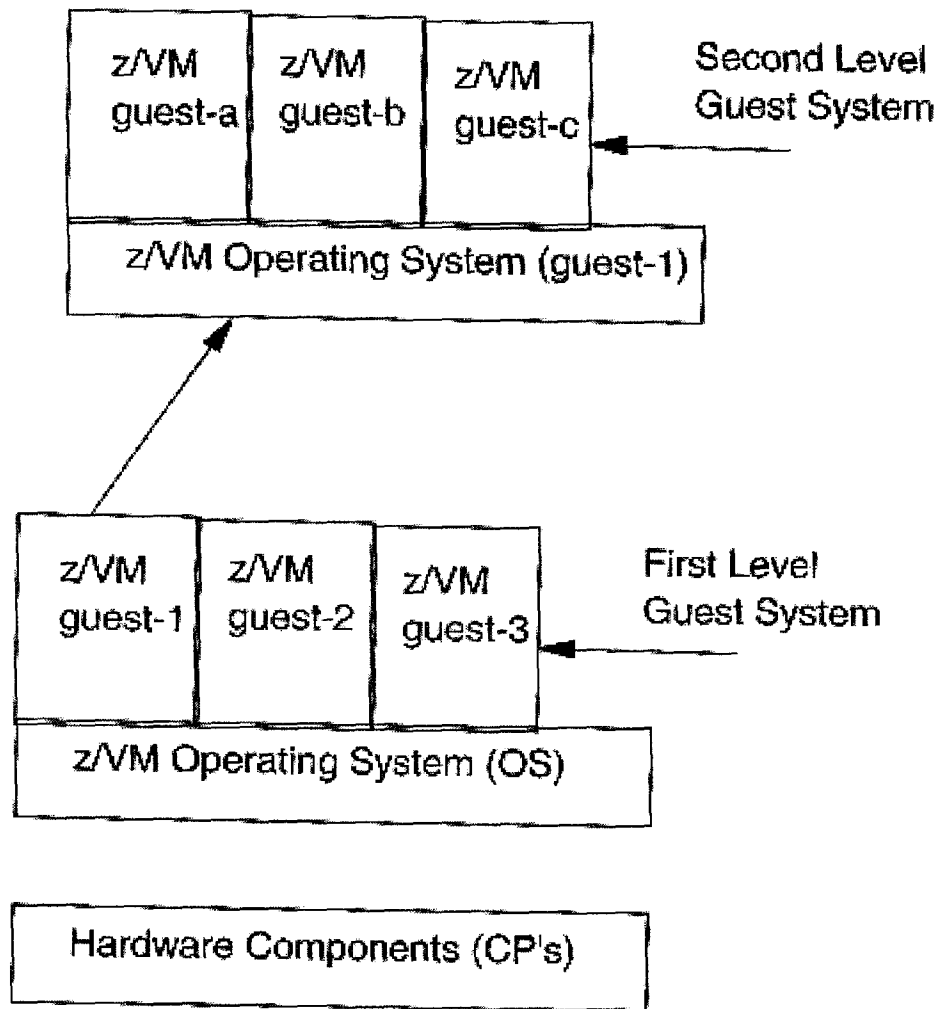 z/VM
guest-a
z/VM
guest-b
z/VM
guest-c
Second Level
Guest System
z/VM Operating System (guest-1)
z/VM
guest-1
z/VM
guest-2
z/VM
guest-3
First Level
Guest System
z/VM Operating System (OS)
Hardware Components (CP's)